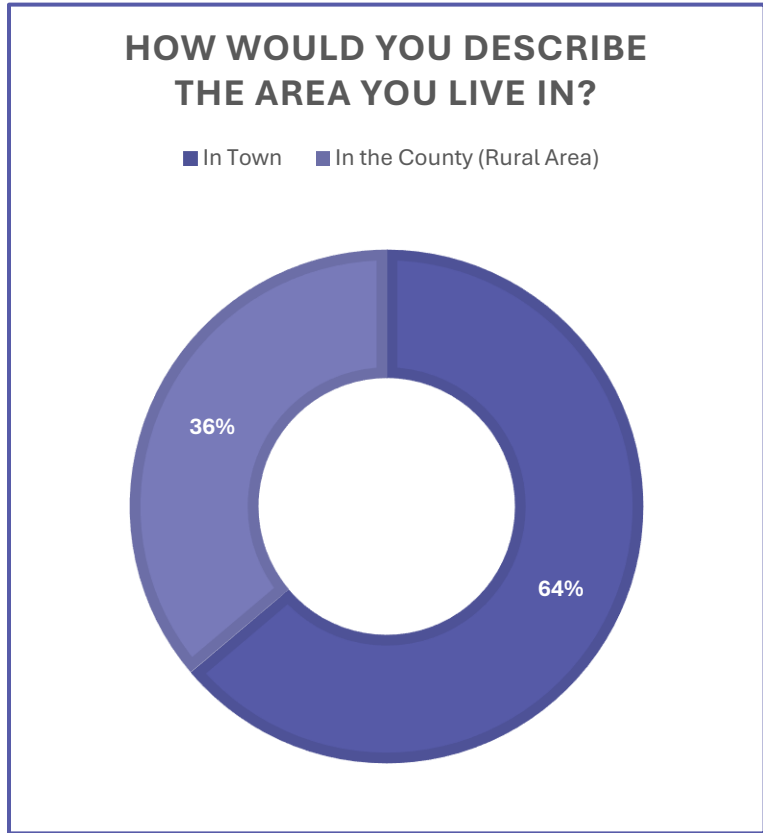 HOW WOULD YOU DESCRIBE
THE AREA YOU LIVE IN?
In Town
In the County (Rural Area)
36%
64%